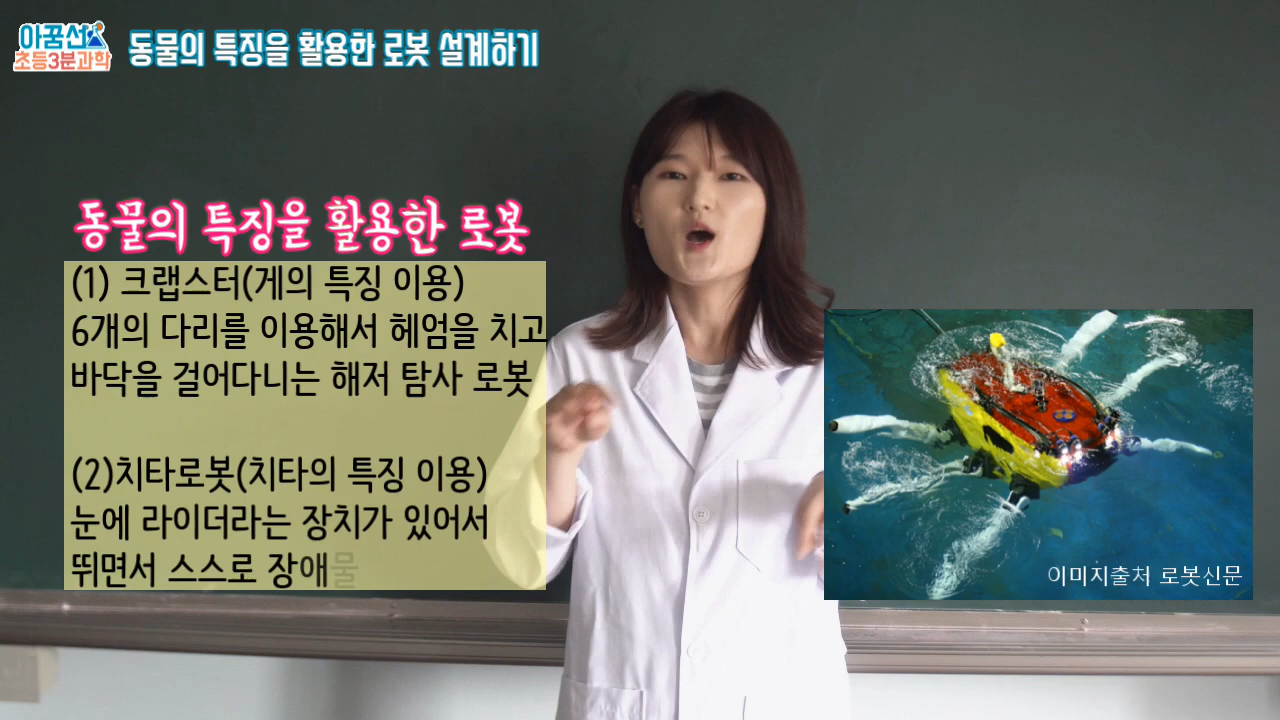 아꿈선
초등3분과학
동물의 특징을 활용한 로봇 설계하기
동물의 특징을 활용한 로봇
(1) 크랩스터(게의 특징 이용)
6개의 다리를 이용해서 헤엄을 치고
바닥을 걸어다니는 해저 탐사 로봇
(2)치타로봇(치타의 특징 이용)
눈에 라이더라는 장치가 있어서
뛰면서 스스로 장애물
이미지출처 로봇신문